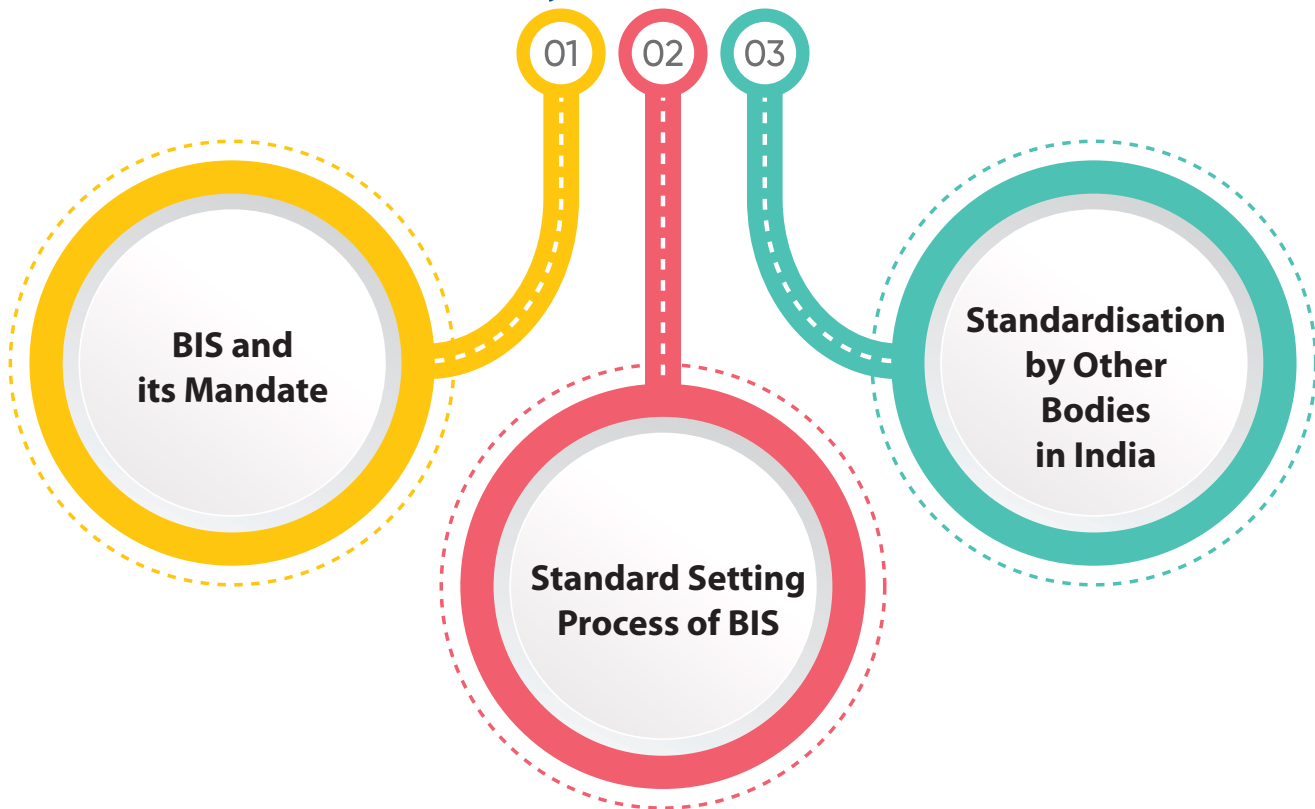 01
02
03
BIS and
its Mandate
Standard Setting
Process of BIS
Standardisation
by Other
Bodies
in India